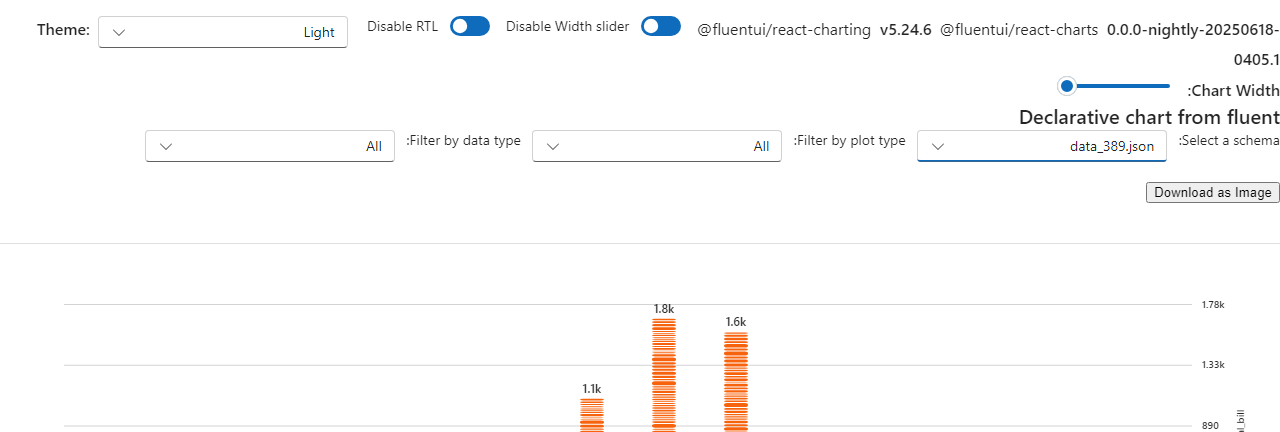 Theme: Light Disable RTL Disable Width slider @fluentui/react-charting v5.24.6 @fluentui/react-charts 0.0.0-nightly-20250618-
0405.1
:Chart Width
Declarative chart from fluent
:Select a schema data_389.json :Filter by plot type All :Filter by data type All
Download as Image
1.78k
1.8k
1.6k
1.33k
1.1k
890